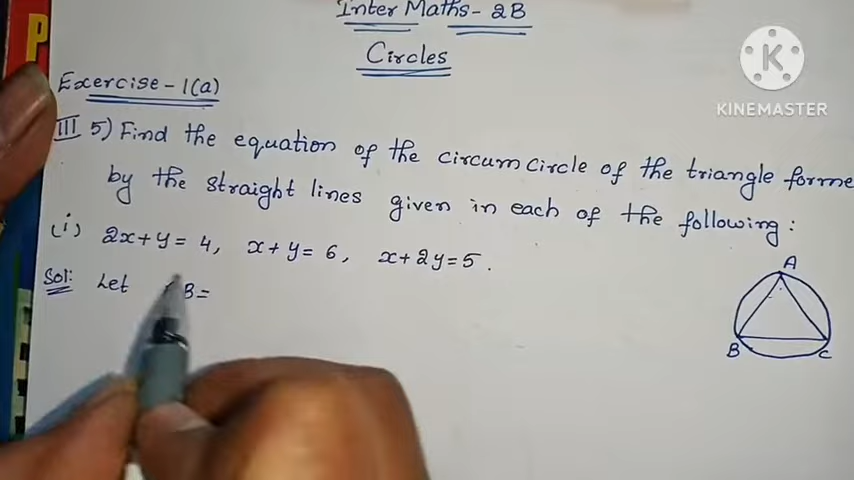 Inter Maths - 2B
Circles
KINEMASTER
Exercise - 1(a)
III 5) Find the equation of the circumcircle of the triangle forme
by the straight lines given in each of the following:
(i) 2x+y=4, x+y=6, x+2y=5.
Sol: Let B=
A
B C
P